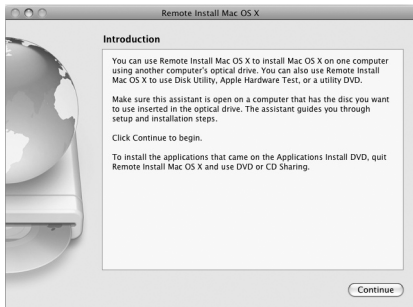 Remote Install Mac OS X
Introduction
You can use Remote Install Mac OS X to install Mac OS X on one computer
using another computer's optical drive. You can also use Remote Install
Mac OS X to use Disk Utility, Apple Hardware Test, or a utility DVD.
Make sure this assistant is open on a computer that has the disc you want
to use inserted in the optical drive. The assistant guides you through
setup and installation steps.
Click Continue to begin.
To install the applications that came on the Applications Install DVD, quit
Remote Install Mac OS X and use DVD or CD Sharing.
Continue